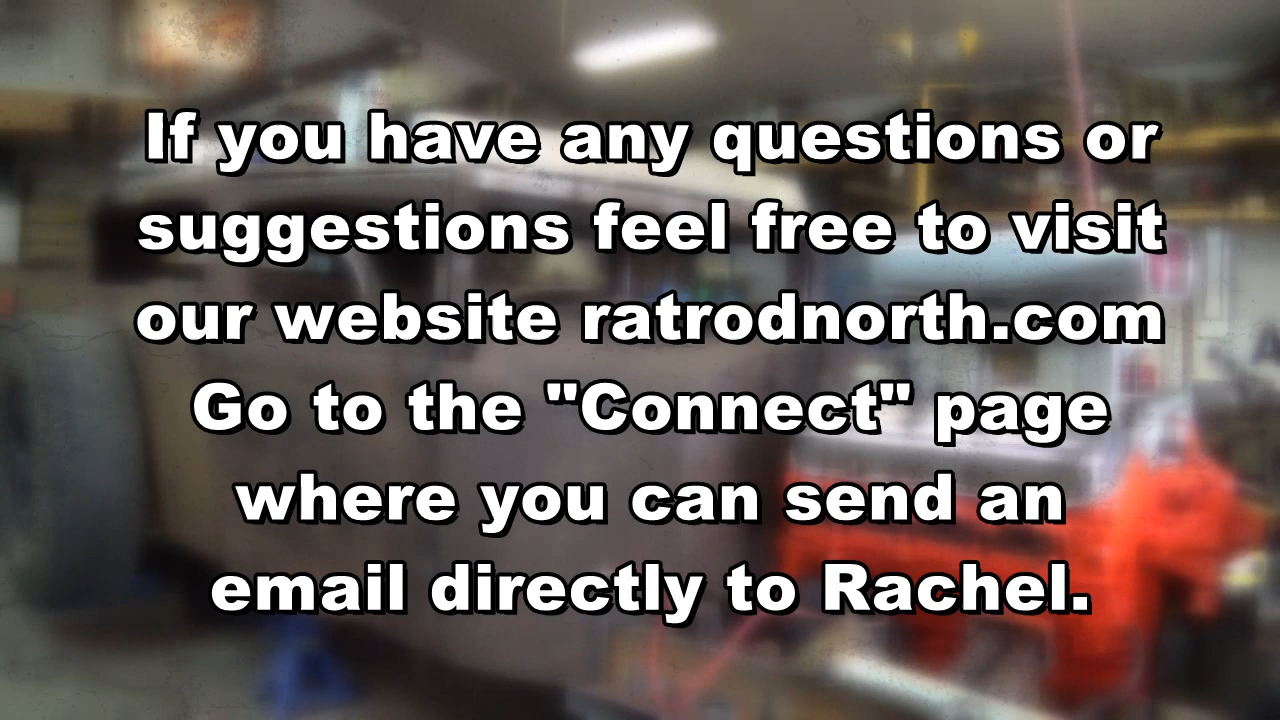 If you have any questions or
suggestions feel free to visit
our website ratrodnorth.com
Go to the "Connect" page
where you can send an
email directly to Rachel.